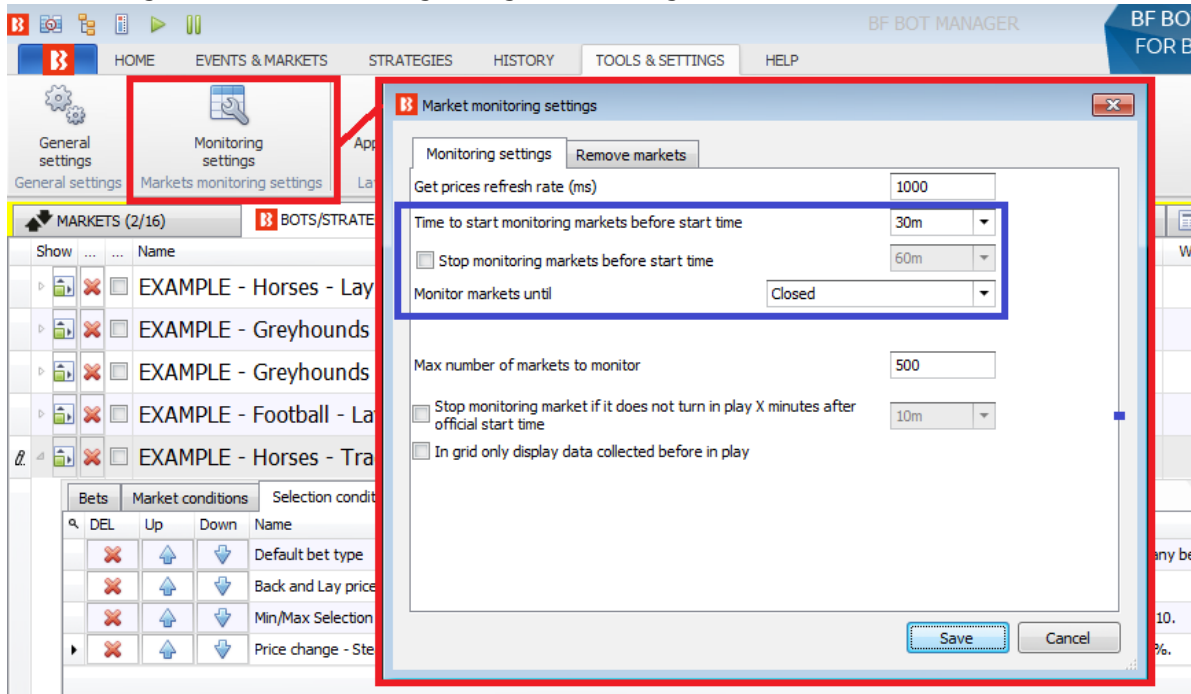 BF BOT MANAGER
BF BO
FOR B
HOME EVENTS & MARKETS STRATEGIES HISTORY TOOLS & SETTINGS HELP
General settings
Monitoring settings
App
General settings
Markets monitoring settings
La
Market monitoring settings
Monitoring settings
Remove markets
Get prices refresh rate (ms) 1000
Time to start monitoring markets before start time 30m
Stop monitoring markets before start time 60m
Monitor markets until Closed
Max number of markets to monitor 500
Stop monitoring market if it does not turn in play X minutes after
official start time 10m
In grid only display data collected before in play
Save Cancel
MARKETS (2/16) BOTS/STRATE
Show ... ... Name W
EXAMPLE - Horses - Lay
EXAMPLE - Greyhounds
EXAMPLE - Greyhounds
EXAMPLE - Football - La
EXAMPLE - Horses - Tra
Bets Market conditions Selection condit
DEL Up Down Name
Default bet type any be
Back and Lay price
Min/Max Selection 10.
Price change - Ste %.